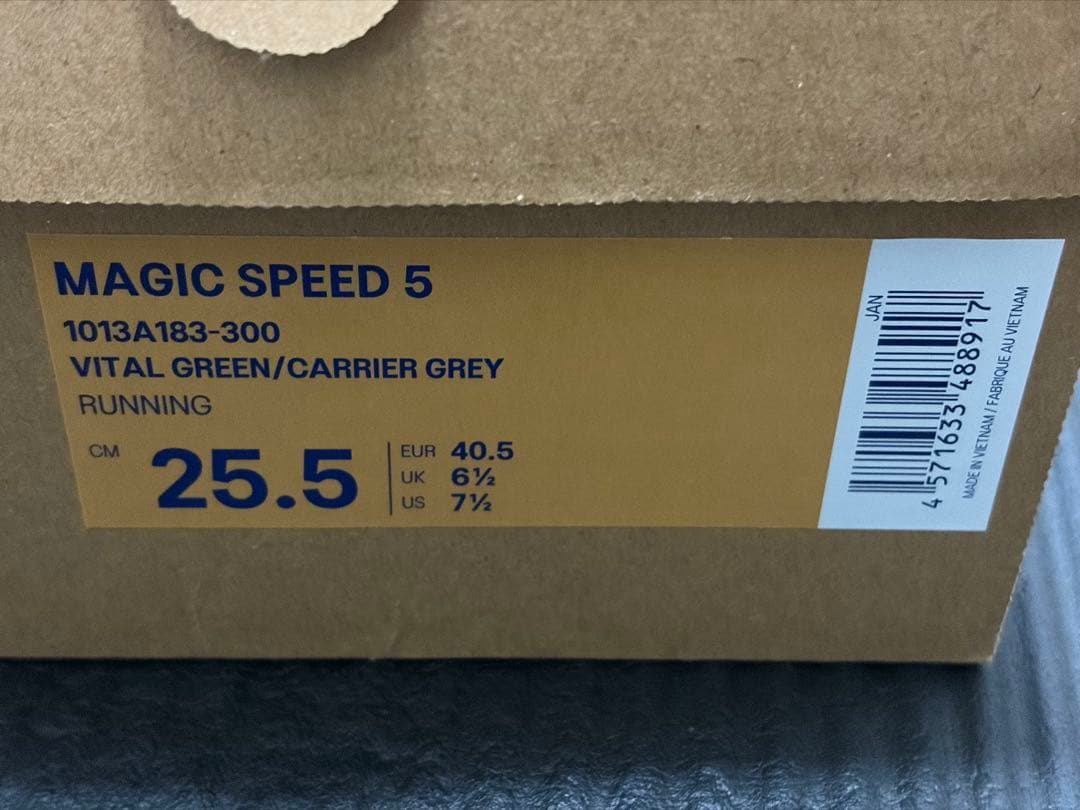 MAGIC SPEED 5
1013A183-300
VITAL GREEN/CARRIER GREY
RUNNING
CM 25.5
EUR 40.5
UK 6½
US 7½
JAN
4 571633 488917
MADE IN VIETNAM / FABRIQUE AU VIETNAM